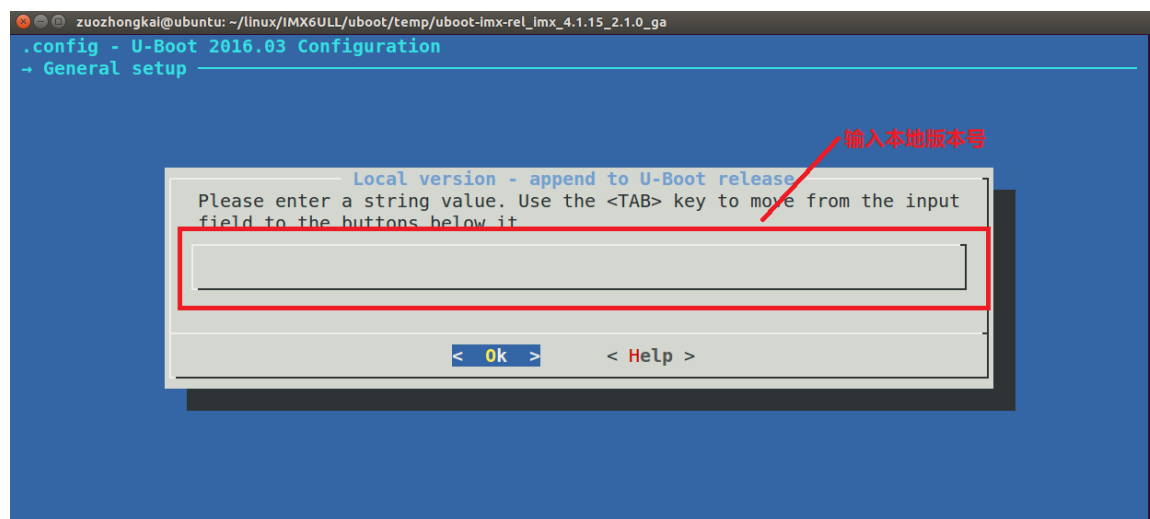 zuozhongkai@ubuntu: ~/linux/IMX6ULL/uboot/temp/uboot-imx-rel_imx_4.1.15_2.1.0_ga
.config - U-Boot 2016.03 Configuration
→ General setup
输入本地版本号
Local version - append to U-Boot release
Please enter a string value. Use the <TAB> key to move from the input
field to the buttons below it
< Ok > < Help >